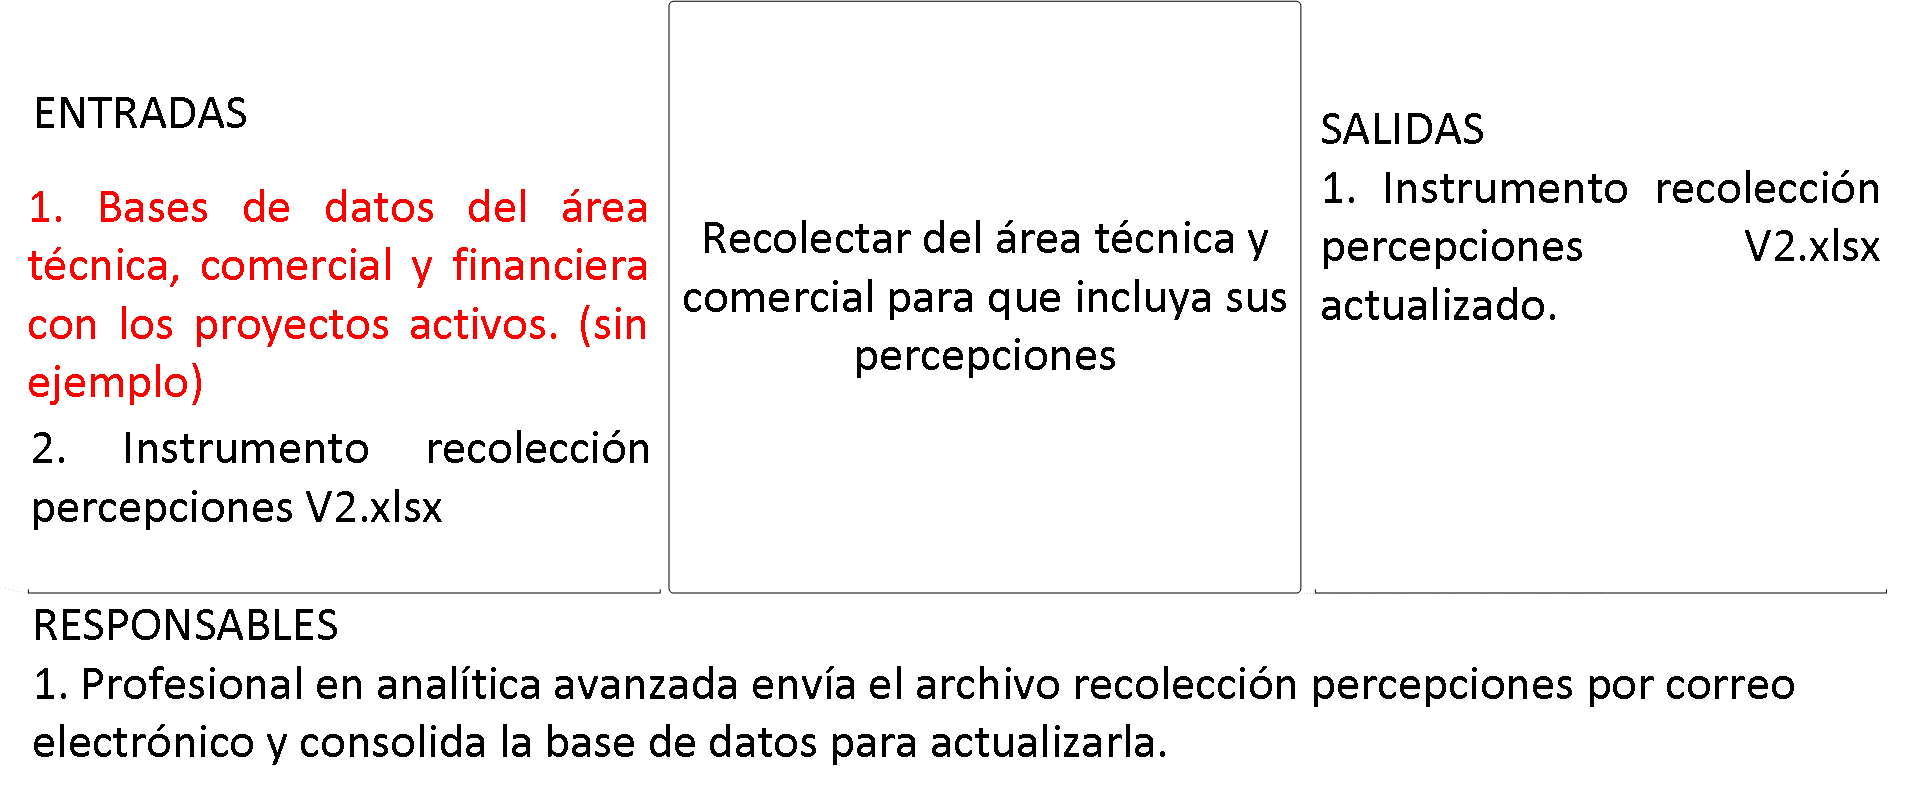 ENTRADAS
1. Bases de datos del área
técnica, comercial y financiera
con los proyectos activos. (sin
ejemplo)
2. Instrumento recolección
percepciones V2.xlsx
Recolectar del área técnica y
comercial para que incluya sus
percepciones
SALIDAS
1. Instrumento recolección
percepciones V2.xlsx
actualizado.
RESPONSABLES
1. Profesional en analítica avanzada envía el archivo recolección percepciones por correo
electrónico y consolida la base de datos para actualizarla.